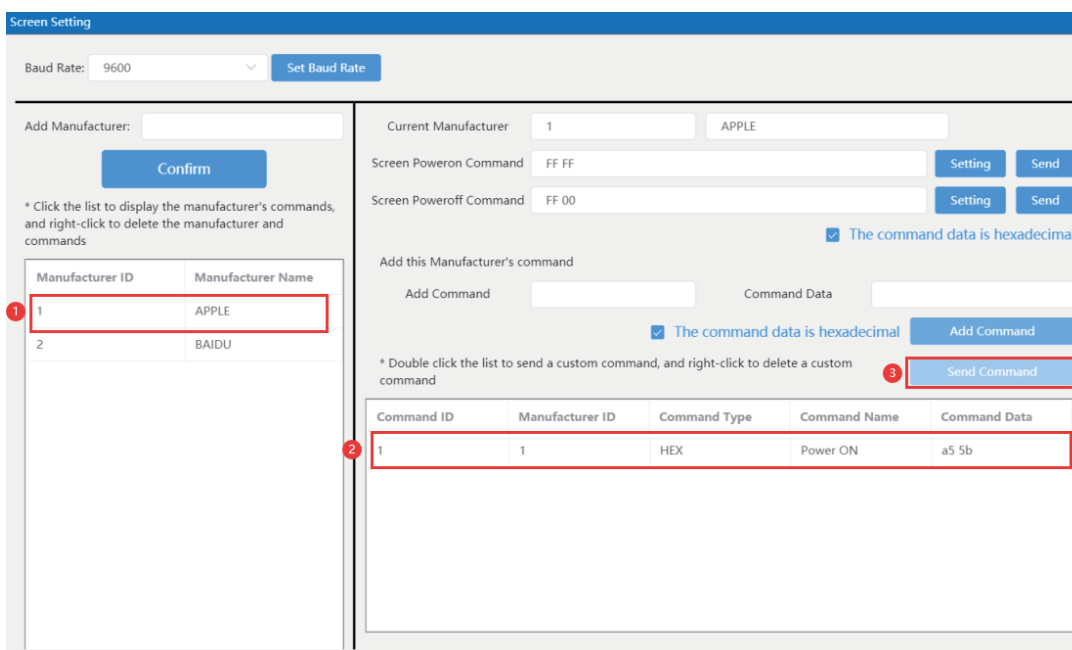 Screen Setting
Baud Rate: 9600 Set Baud Rate
Add Manufacturer:
Confirm
* Click the list to display the manufacturer's commands,
and right-click to delete the manufacturer and
commands
Manufacturer ID Manufacturer Name
1 1 APPLE
2 BAIDU
Current Manufacturer 1 APPLE
Screen Poweron Command FF FF Setting Send
Screen Poweroff Command FF 00 Setting Send
The command data is hexadecimal
Add this Manufacturer's command
Add Command Command Data
The command data is hexadecimal Add Command
* Double click the list to send a custom command, and right-click to delete a custom
command
3 Send Command
Command ID Manufacturer ID Command Type Command Name Command Data
2 1 1 HEX Power ON a5 5b